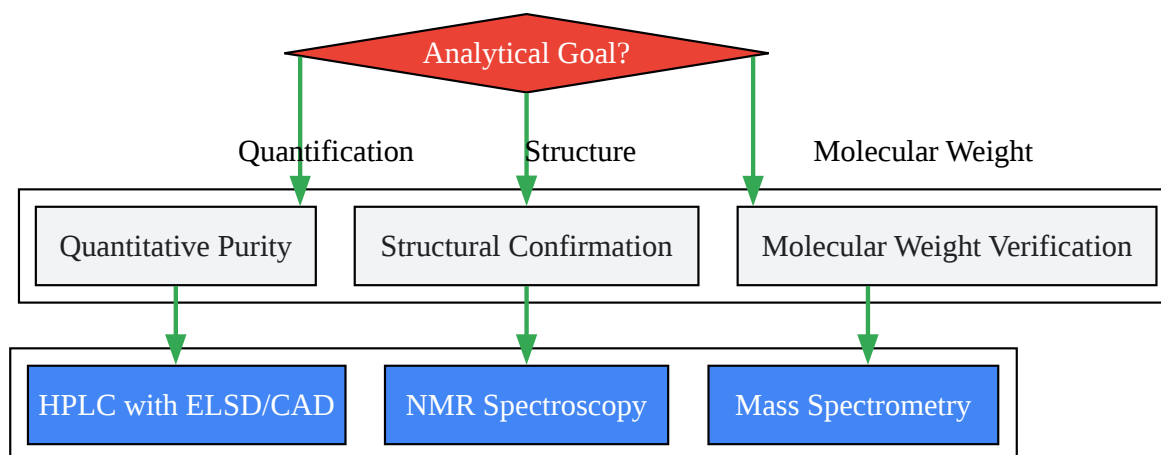 Analytical Goal?
Quantification
Structure
Molecular Weight
Quantitative Purity
Structural Confirmation
Molecular Weight Verification
HPLC with ELSD/CAD
NMR Spectroscopy
Mass Spectrometry